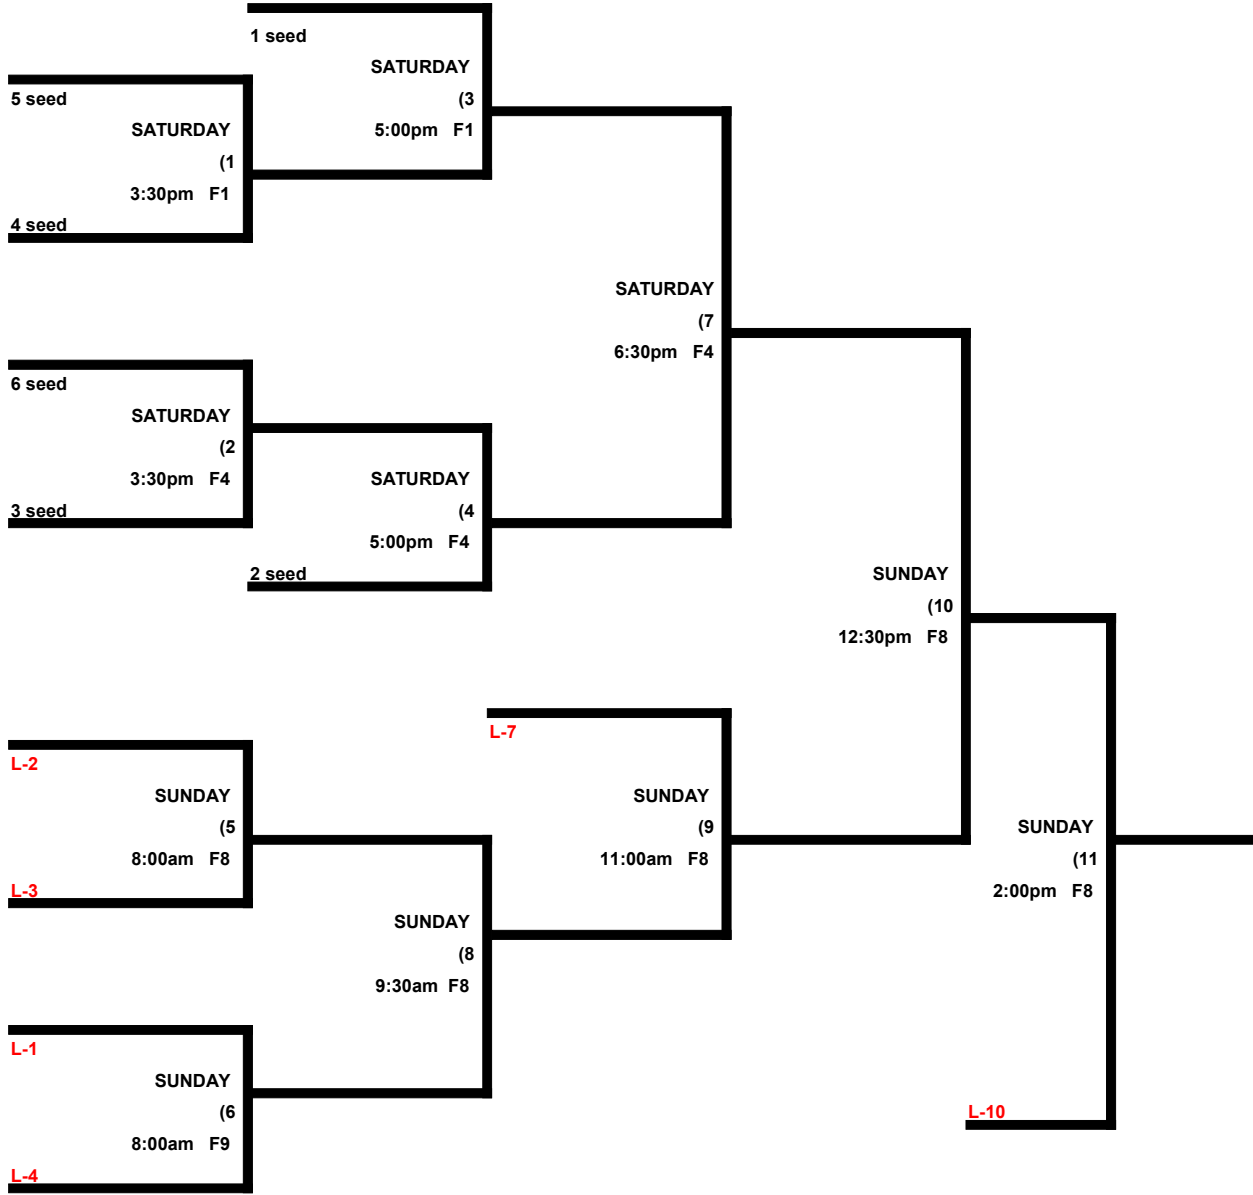 1 seed
SATURDAY
(3
5:00pm F1
5 seed
SATURDAY
(1
3:30pm F1
4 seed
SATURDAY
(7
6:30pm F4
6 seed
SATURDAY
(2
3:30pm F4
3 seed
SATURDAY
(4
5:00pm F4
2 seed
SUNDAY
(10
12:30pm F8
L-7
L-2
SUNDAY
(5
8:00am F8
L-3
SUNDAY
(9
11:00am F8
SUNDAY
(11
2:00pm F8
SUNDAY
(8
9:30am F8
L-1
SUNDAY
(6
8:00am F9
L-4
L-10